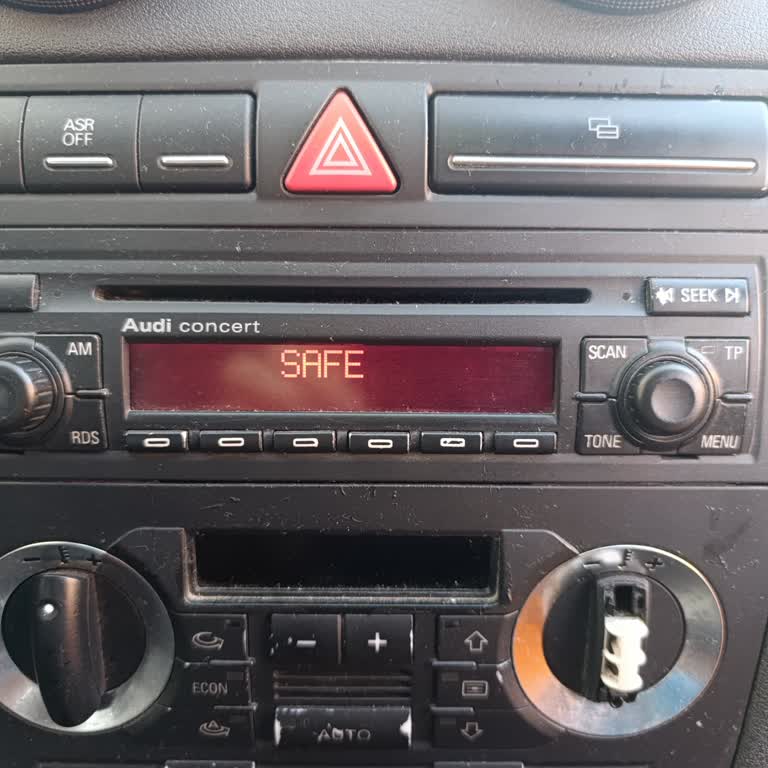 ASR
OFF
SEEK
Audi concert
AM
SAFE
SCAN
TP
RDS
TONE
MENU
- +
- +
ECON
AUTO